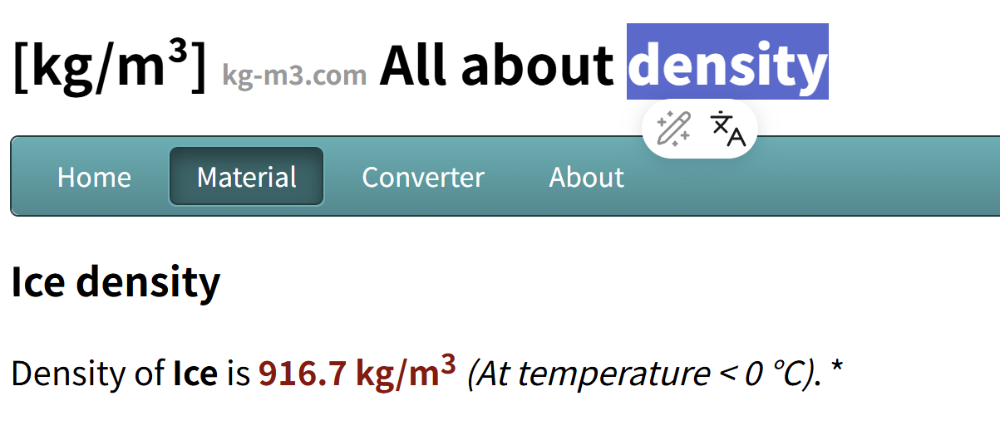 [kg/m³] kg-m3.com All about density
Home Material Converter About
Ice density
Density of Ice is 916.7 kg/m³ (At temperature < 0 °C). *